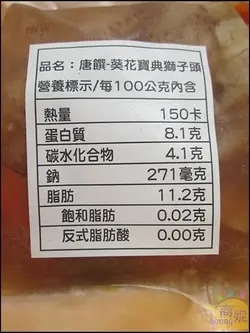 品名：唐饌-葵花寶典獅子頭
營養標示/每100公克內含
熱量 150卡
蛋白質 8.1克
碳水化合物 4.1克
鈉 271毫克
脂肪 11.2克
飽和脂肪 0.02克
反式脂肪酸 0.00克